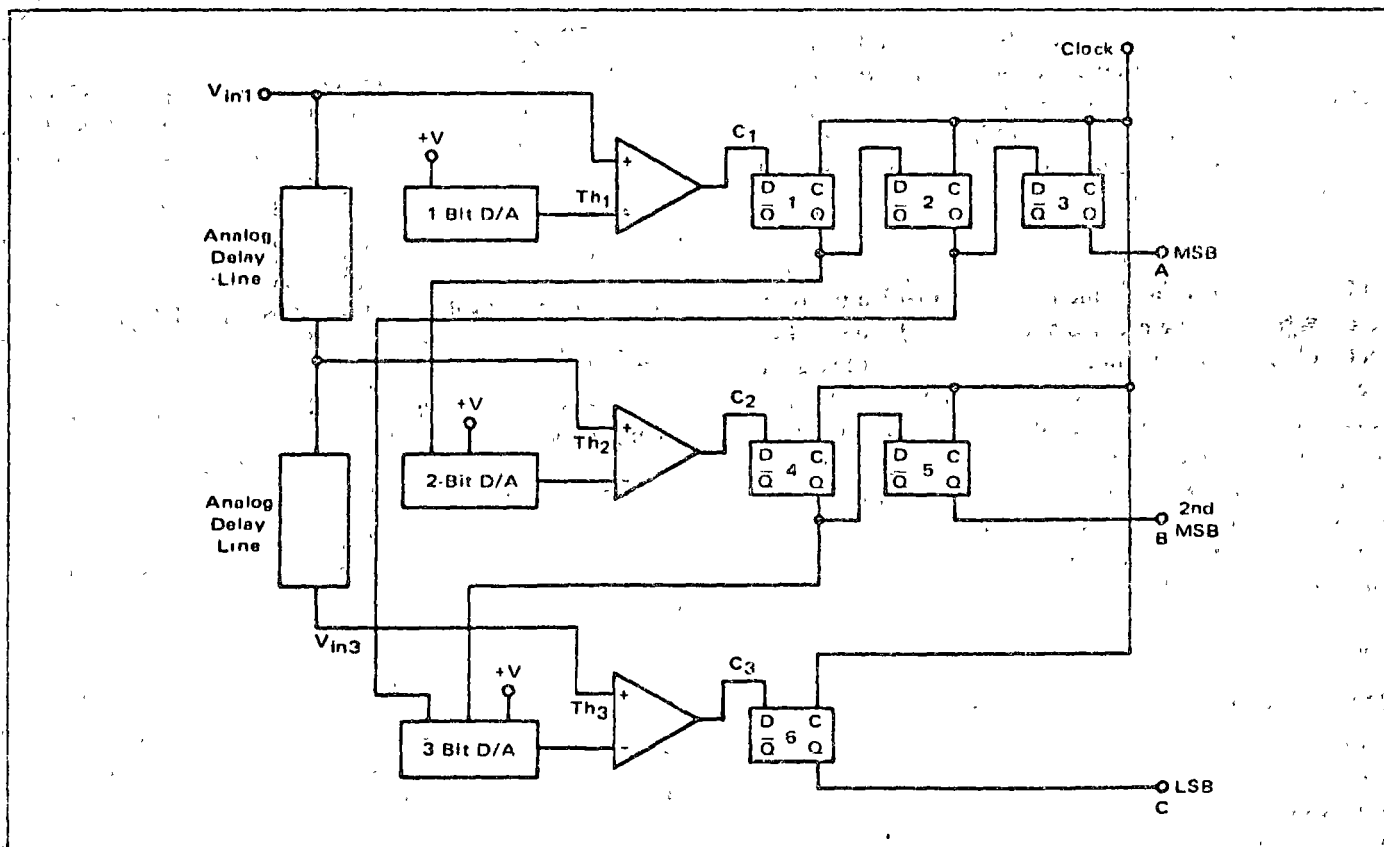 Clock
Vin1
+V
C1
Th1
+
-
1 Bit D/A
D C
Q̄ 1 Q
D C
Q̄ 2 Q
D C
Q̄ 3 Q
Analog
Delay
Line
MSB
A
+V
C2
Th2
+
-
2-Bit D/A
D C
Q̄ 4 Q
D C
Q̄ 5 Q
Analog
Delay
Line
2nd
MSB
B
Vin3
+V
C3
Th3
+
-
3 Bit D/A
D C
Q̄ 6 Q
LSB
C